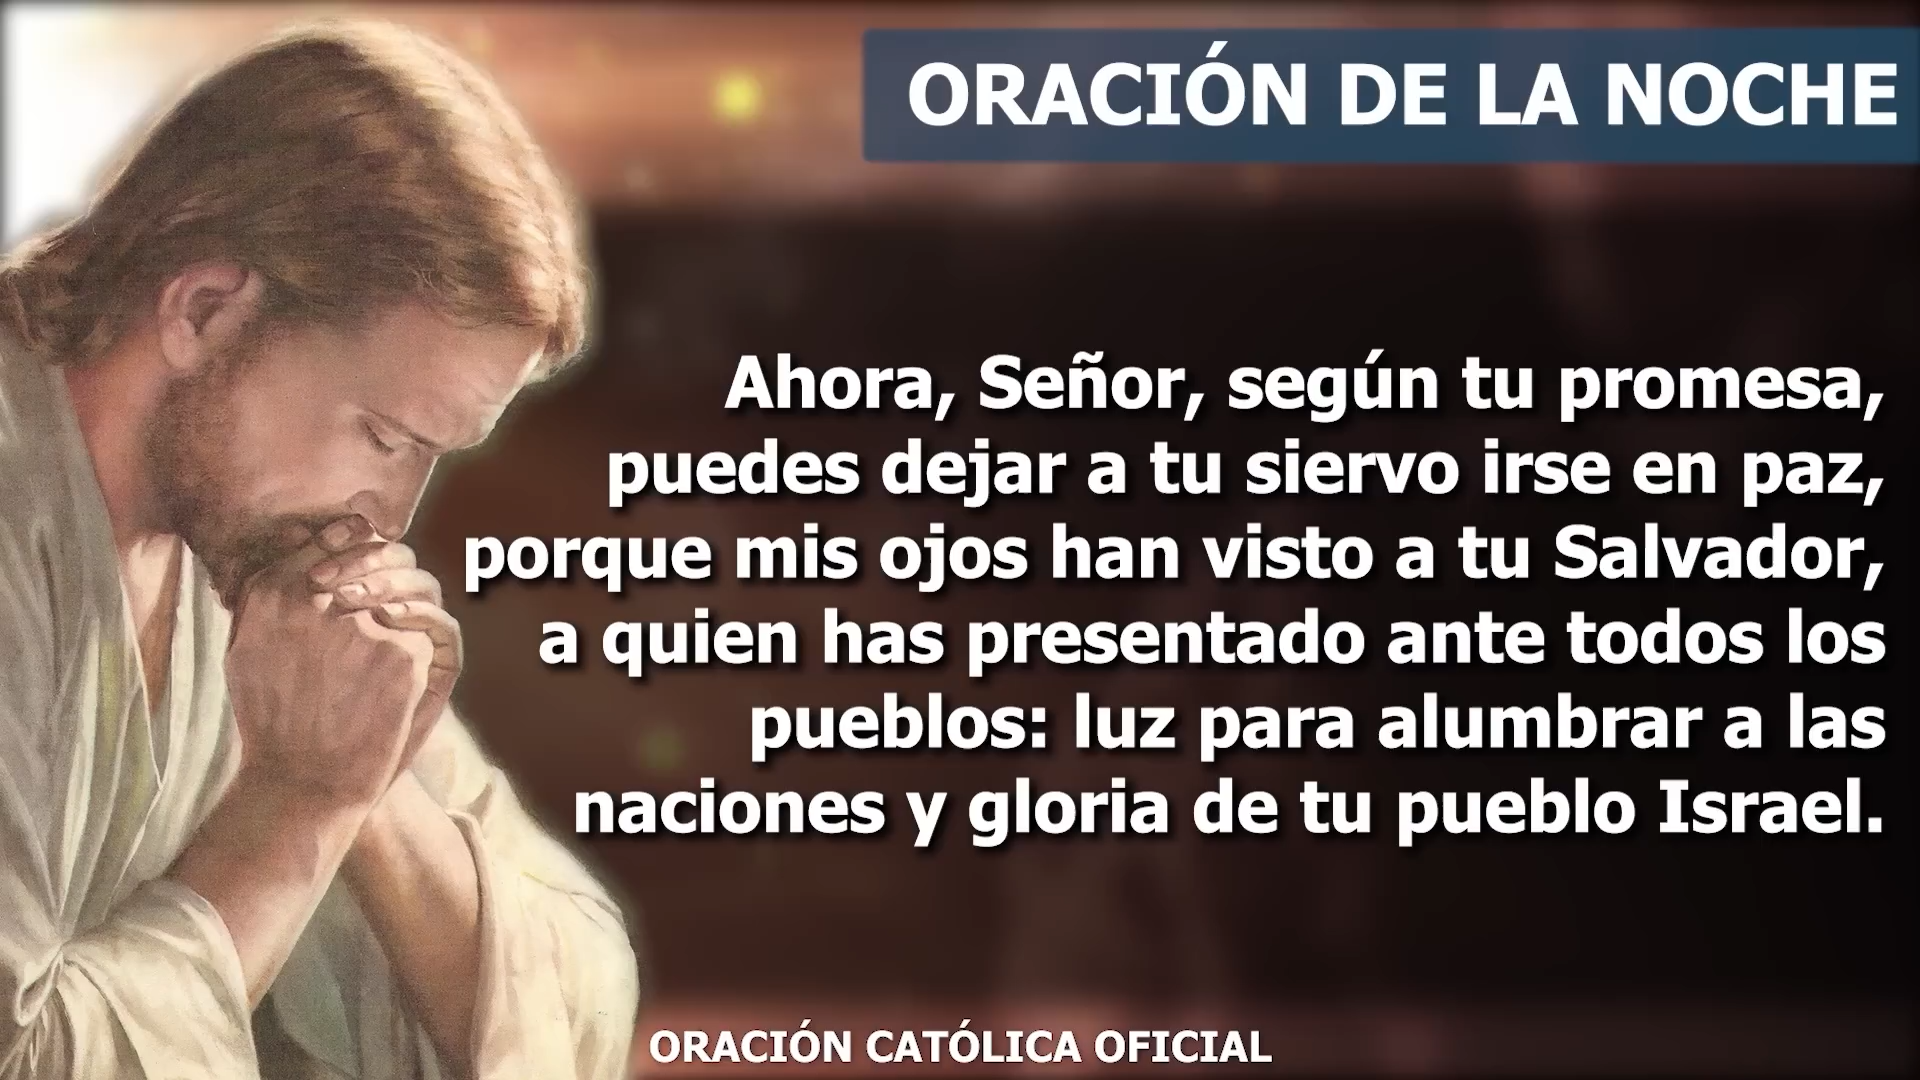 ORACIÓN DE LA NOCHE
Ahora, Señor, según tu promesa,
puedes dejar a tu siervo irse en paz,
porque mis ojos han visto a tu Salvador,
a quien has presentado ante todos los
pueblos: luz para alumbrar a las
naciones y gloria de tu pueblo Israel.
ORACIÓN CATÓLICA OFICIAL